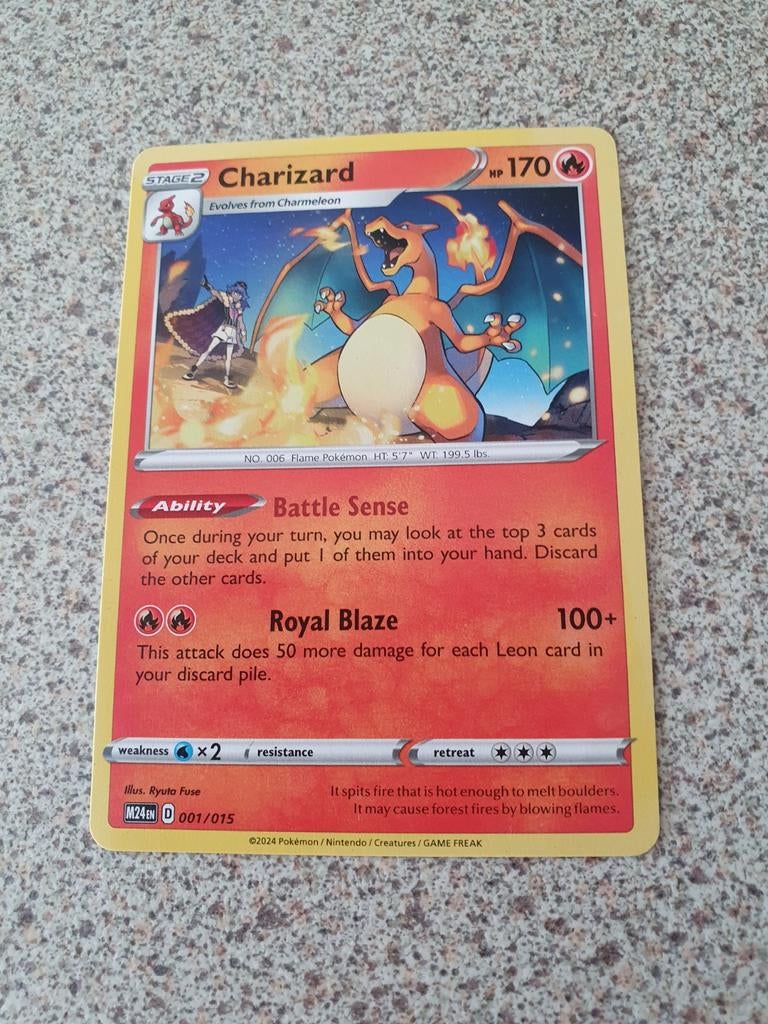 STAGE2 Charizard HP 170
Evolves from Charmeleon
NO. 006 Flame Pokémon HT: 5'7" WT: 199.5 lbs.
Ability Battle Sense
Once during your turn, you may look at the top 3 cards
of your deck and put 1 of them into your hand. Discard
the other cards.
Royal Blaze 100+
This attack does 50 more damage for each Leon card in
your discard pile.
weakness ×2 resistance retreat
Illus. Ryuta Fuse
It spits fire that is hot enough to melt boulders.
It may cause forest fires by blowing flames.
M24 EN D 001/015
©2024 Pokémon / Nintendo / Creatures / GAME FREAK